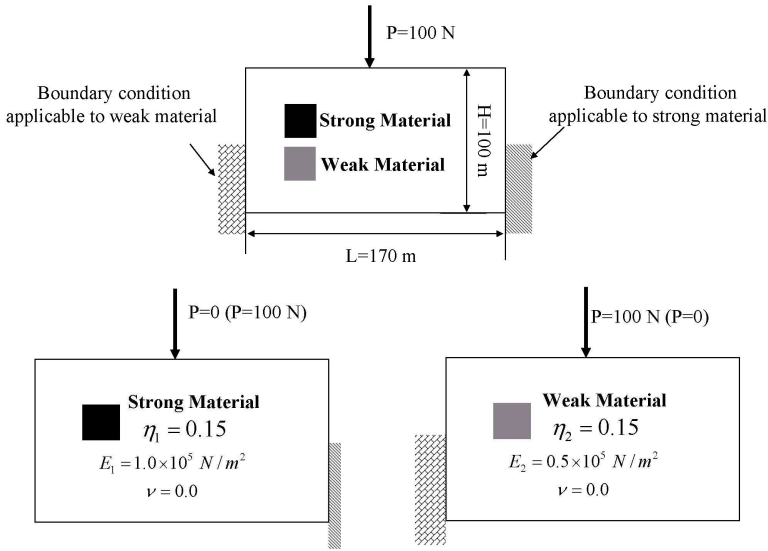 P=100 N
Boundary condition
applicable to weak material
Boundary condition
applicable to strong material
Strong Material
Weak Material
H=100 m
L=170 m
P=0 (P=100 N)
P=100 N (P=0)
Strong Material
η₁ = 0.15
E₁ = 1.0×10⁵ N/m²
ν = 0.0
Weak Material
η₂ = 0.15
E₂ = 0.5×10⁵ N/m²
ν = 0.0